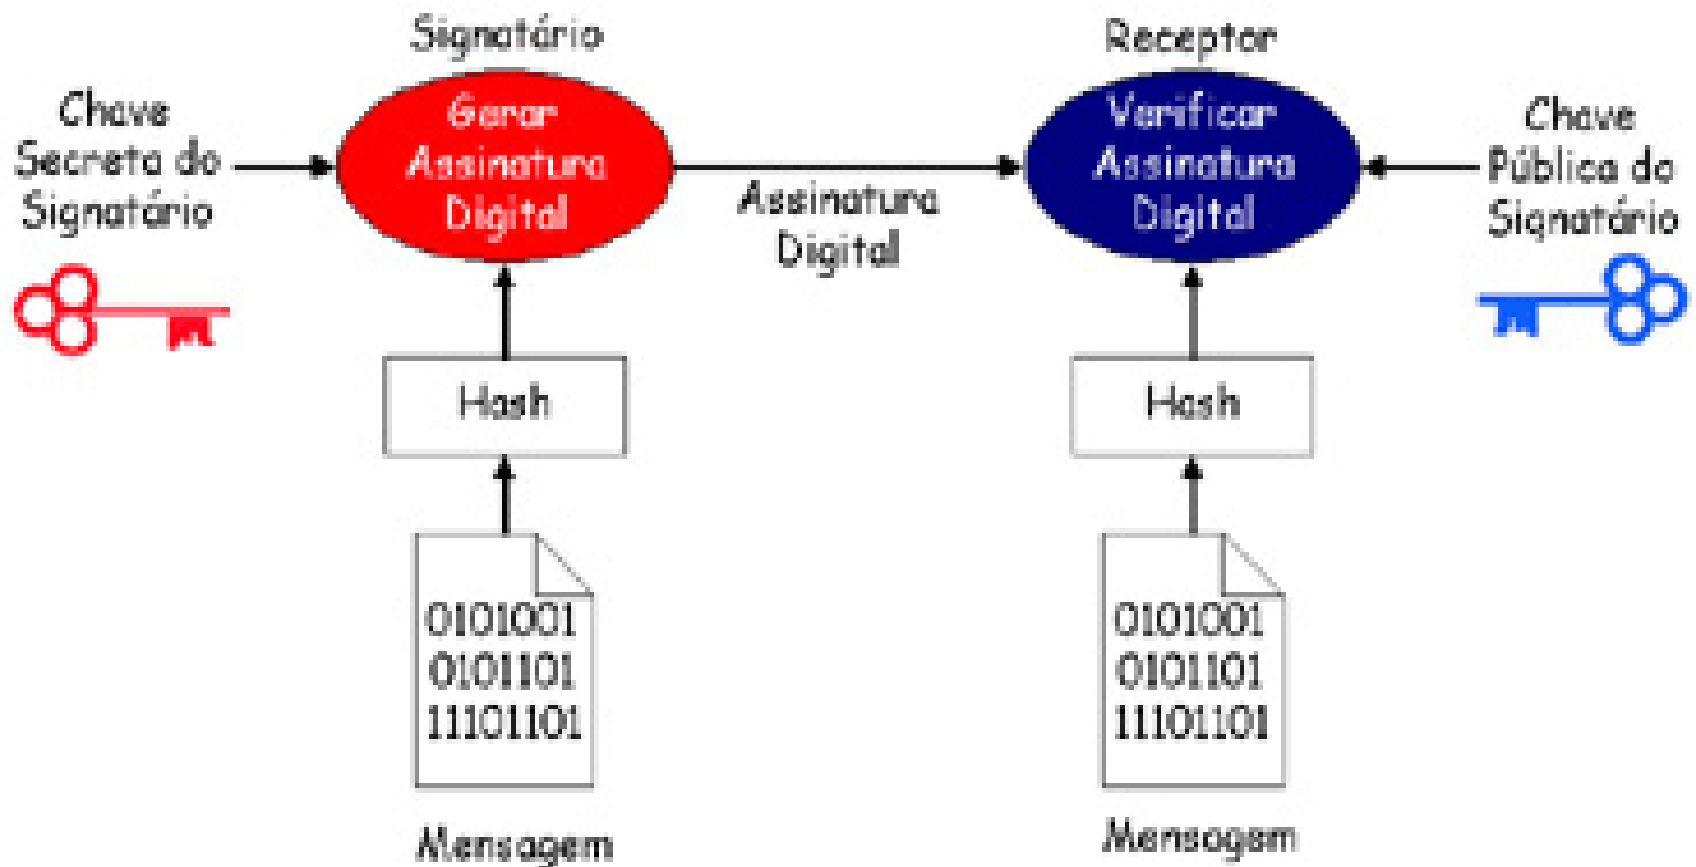 Signatário
Receptor
Chave
Secreta do
Signatário
Gerar
Assinatura
Digital
Assinatura
Digital
Verificar
Assinatura
Digital
Chave
Pública do
Signatário
Hash
Hash
0101001
0101101
11101101
0101001
0101101
11101101
Mensagem
Mensagem